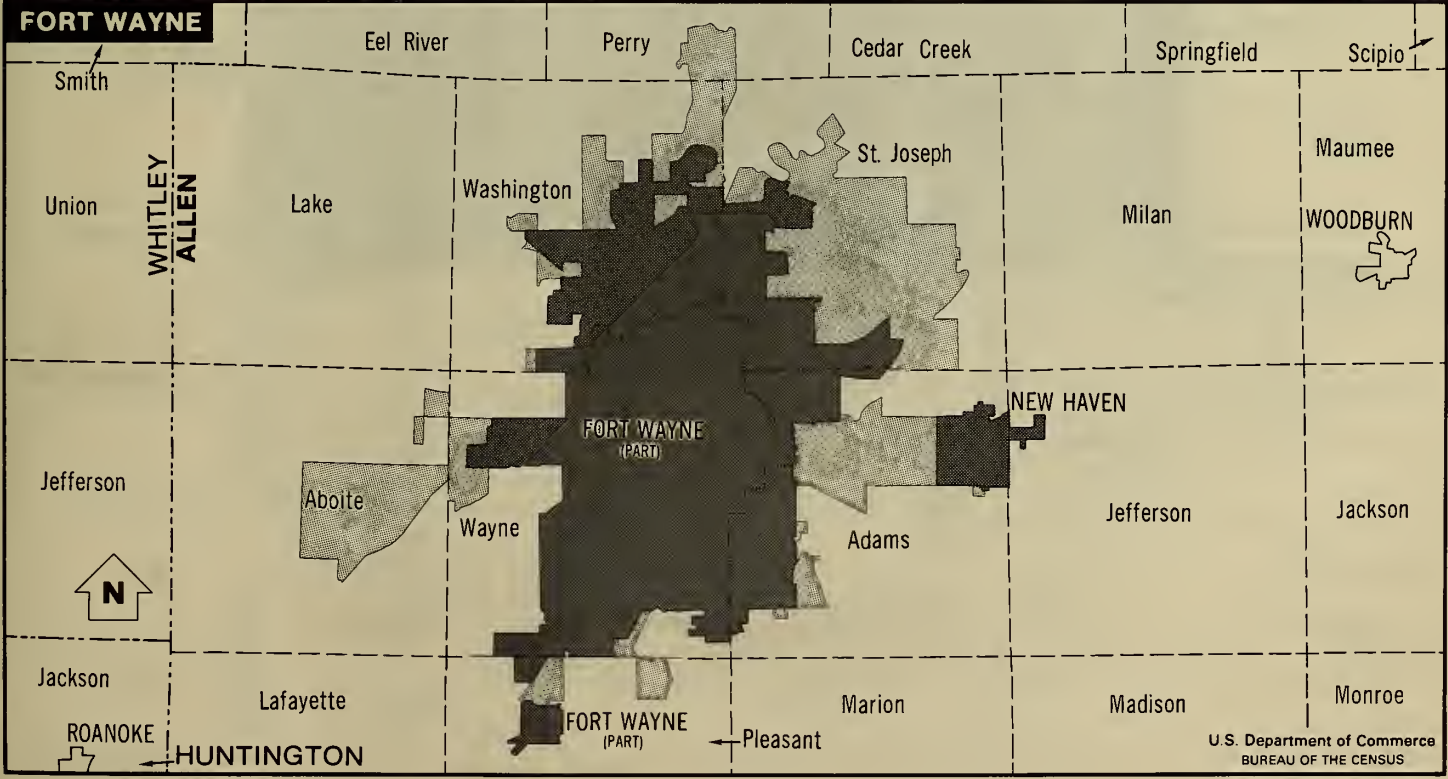 FORT WAYNE
Eel River
Perry
Cedar Creek
Springfield
Scipio
Smith
Maumee
WHITLEY
ALLEN
St. Joseph
Washington
Union
Lake
Milan
WOODBURN
NEW HAVEN
FORT WAYNE
(PART)
Jefferson
Aboite
Wayne
Adams
Jefferson
Jackson
N
Jackson
Lafayette
Marion
Madison
Monroe
ROANOKE
FORT WAYNE
(PART)
Pleasant
HUNTINGTON
U.S. Department of Commerce
BUREAU OF THE CENSUS